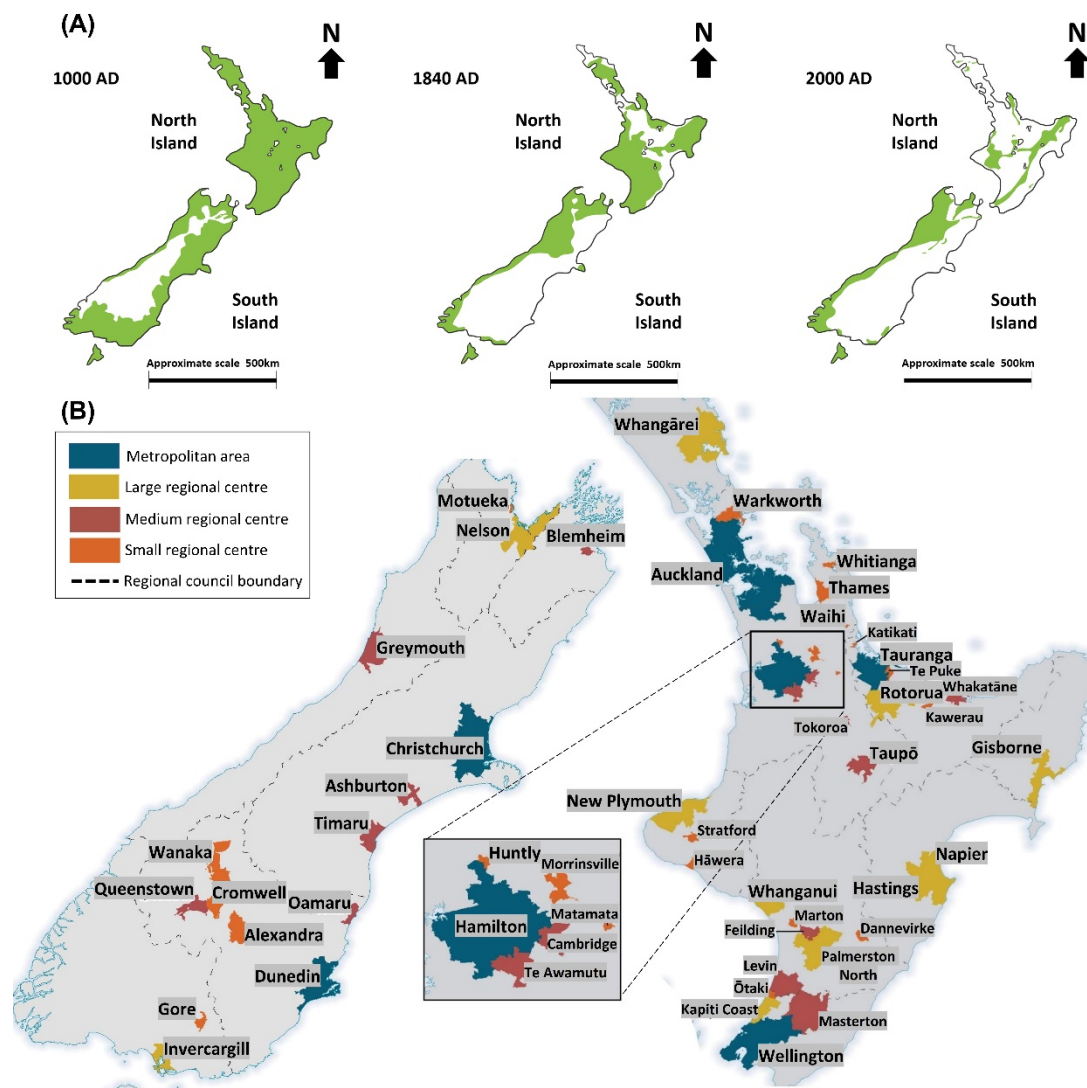 (A)
1000 AD
N
North
Island
South
Island
Approximate scale 500km
1840 AD
N
North
Island
South
Island
Approximate scale 500km
2000 AD
N
North
Island
South
Island
Approximate scale 500km
(B)
Metropolitan area
Large regional centre
Medium regional centre
Small regional centre
Regional council boundary
Motueka
Nelson
Blemheim
Greymouth
Christchurch
Ashburton
Timaru
Wanaka
Queenstown
Cromwell
Oamaru
Alexandra
Dunedin
Gore
Invercargill
Whangārei
Warkworth
Auckland
Whitianga
Thames
Waihi
Katikati
Tauranga
Te Puke
Rotorua
Whakatāne
Kawerau
Tokoroa
Taupō
Gisborne
New Plymouth
Stratford
Hāwera
Napier
Hastings
Whanganui
Marton
Feilding
Dannevirke
Palmerston
North
Levin
Ōtaki
Kapiti Coast
Masterton
Wellington
Huntly
Morrinsville
Hamilton
Matamata
Cambridge
Te Awamutu